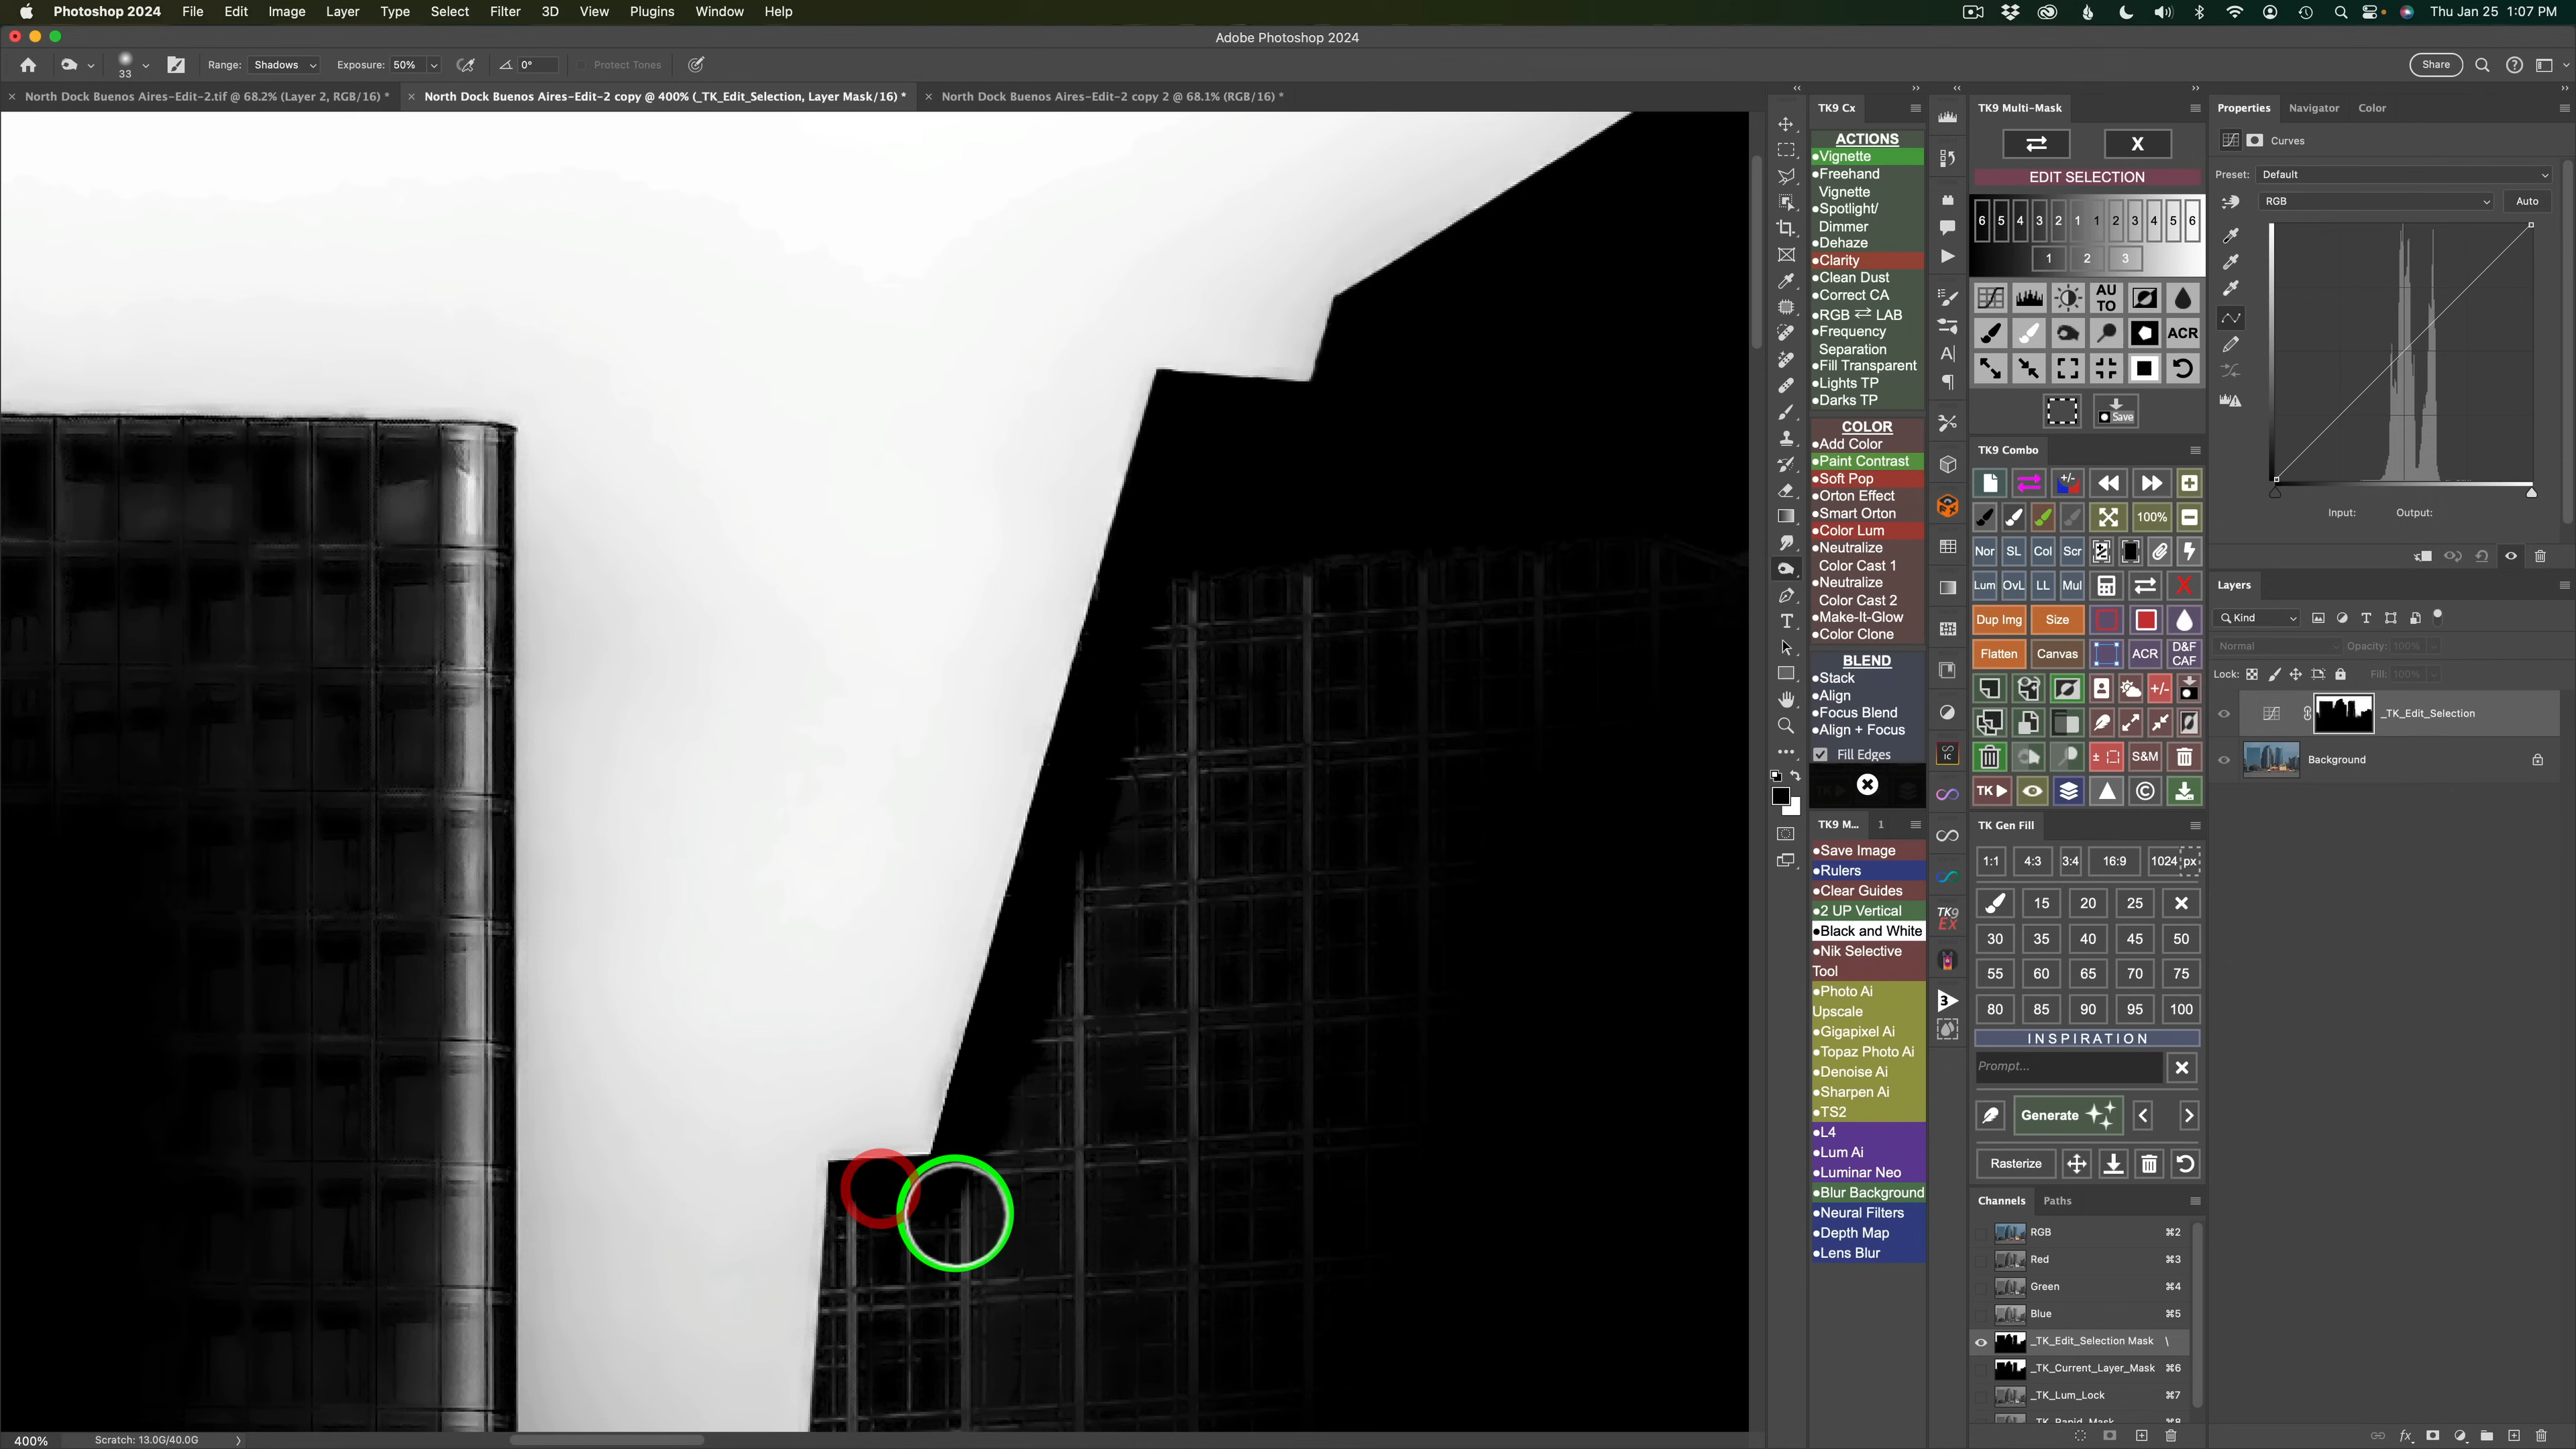 Photoshop 2024 File Edit Image Layer Type Select Filter 3D View Plugins Window Help Thu Jan 25 1:07 PM
Adobe Photoshop 2024
33 Range: Shadows Exposure: 50% 0° Protect Tones Share
North Dock Buenos Aires-Edit-2.tif @ 68.2% (Layer 2, RGB/16) * North Dock Buenos Aires-Edit-2 copy @ 400% (_TK_Edit_Selection, Layer Mask/16) * North Dock Buenos Aires-Edit-2 copy 2 @ 68.1% (RGB/16) *
TK9 Cx
ACTIONS
●Vignette
●Freehand
Vignette
●Spotlight/
Dimmer
●Dehaze
●Clarity
●Clean Dust
●Correct CA
●RGB ⇄ LAB
●Frequency
Separation
●Fill Transparent
●Lights TP
●Darks TP
COLOR
●Add Color
●Paint Contrast
●Soft Pop
●Orton Effect
●Smart Orton
●Color Lum
●Neutralize
Color Cast 1
●Neutralize
Color Cast 2
●Make-It-Glow
●Color Clone
BLEND
●Stack
●Align
●Focus Blend
●Align + Focus
Fill Edges
TK9 M... 1
●Save Image
●Rulers
●Clear Guides
●2 UP Vertical
●Black and White
●Nik Selective
Tool
●Photo Ai
Upscale
●Gigapixel Ai
●Topaz Photo Ai
●Denoise Ai
●Sharpen Ai
●TS2
●L4
●Lum Ai
●Luminar Neo
●Blur Background
●Neural Filters
●Depth Map
●Lens Blur
SIC
TK9
Ex
3
TK9 Multi-Mask
X
EDIT SELECTION
6 5 4 3 2 1 1 2 3 4 5 6
1 2 3
AU
TO
ACR
Save
TK9 Combo
+/-
100%
Nor SL Col Scr
Lum OvL LL Mul
Dup Img Size
Flatten Canvas ACR D&F
CAF
+/-
S&M
TK
TK Gen Fill
1:1 4:3 3:4 16:9 1024 px
15 20 25
30 35 40 45 50
55 60 65 70 75
80 85 90 95 100
INSPIRATION
Prompt...
Generate
Rasterize
Channels Paths
RGB ⌘2
Red ⌘3
Green ⌘4
Blue ⌘5
_TK_Edit_Selection Mask \
_TK_Current_Layer_Mask ⌘6
_TK_Lum_Lock ⌘7
Properties Navigator Color
Curves
Preset: Default
RGB Auto
Input: Output:
Layers
Kind
Normal Opacity: 100%
Lock: Fill: 100%
_TK_Edit_Selection
Background
fx
400% Scratch: 13.0G/40.0G